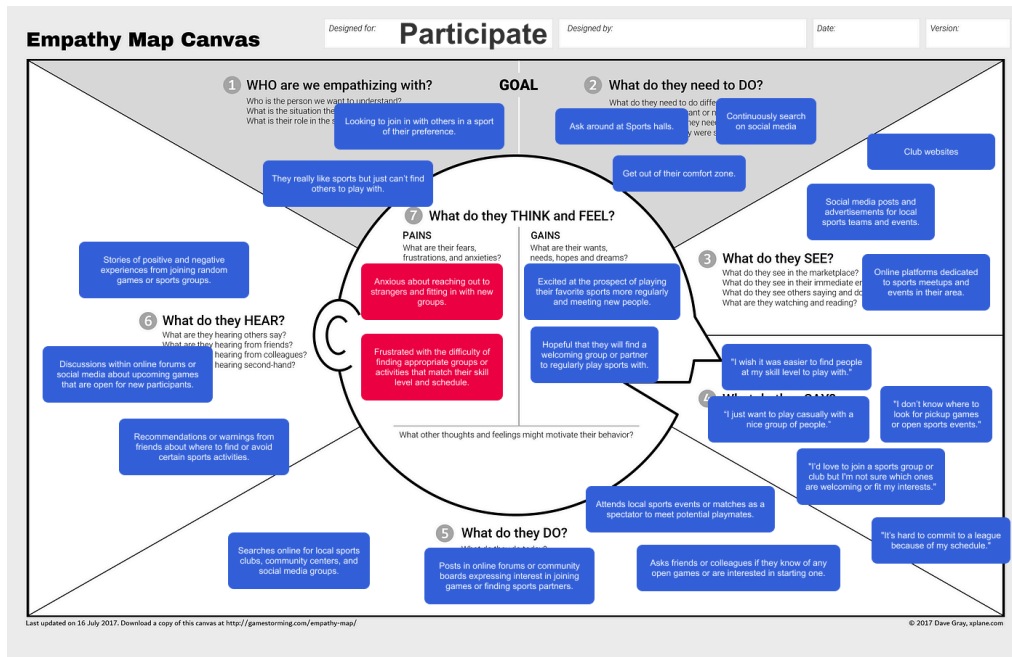 Empathy Map Canvas
Designed for:
Participate
Designed by:
Date:
Version:
1 WHO are we empathizing with?
Who is the person we want to understand?
What is the situation the
What is their role in the
Looking to join in with others in a sport
of their preference.
They really like sports but just can't find
others to play with.
GOAL
2 What do they need to DO?
What do they need to do
Ask around at Sports halls.
Continuously search
on social media
Get out of their comfort zone.
Club websites
Social media posts and
advertisements for local
sports teams and events.
3 What do they SEE?
What do they see in the marketplace?
What do they see in their immediate
What do they see others saying and
What are they watching and reading?
Online platforms dedicated
to sports meetups and
events in their area.
7 What do they THINK and FEEL?
PAINS
What are their fears,
frustrations, and anxieties?
Anxious about reaching out to
strangers and fitting in with new
groups.
Frustrated with the difficulty of
finding appropriate groups or
activities that match their skill
level and schedule.
GAINS
What are their wants,
needs, hopes and dreams?
Excited at the prospect of playing
their favorite sports more regularly
and meeting new people.
Hopeful that they will find a
welcoming group or partner
to regularly play sports with.
What other thoughts and feelings might motivate their behavior?
Stories of positive and negative
experiences from joining random
games or sports groups.
6 What do they HEAR?
What are they hearing others say?
What are they hearing from friends?
hearing from colleagues?
hearing second-hand?
Discussions within online forums or
social media about upcoming games
that are open for new participants.
Recommendations or warnings from
friends about where to find or avoid
certain sports activities.
4
"I wish it was easier to find people
at my skill level to play with."
"I just want to play casually with a
nice group of people."
"I don't know where to
look for pickup games
or open sports events."
"I'd love to join a sports group or
club but I'm not sure which ones
are welcoming or fit my interests."
"It's hard to commit to a league
because of my schedule."
5 What do they DO?
Searches online for local sports
clubs, community centers, and
social media groups.
Posts in online forums or community
boards expressing interest in joining
games or finding sports partners.
Attends local sports events or matches as a
spectator to meet potential playmates.
Asks friends or colleagues if they know of any
open games or are interested in starting one.
Last updated on 16 July 2017. Download a copy of this canvas at http://gamestorming.com/empathy-map/
© 2017 Dave Gray, xplane.com